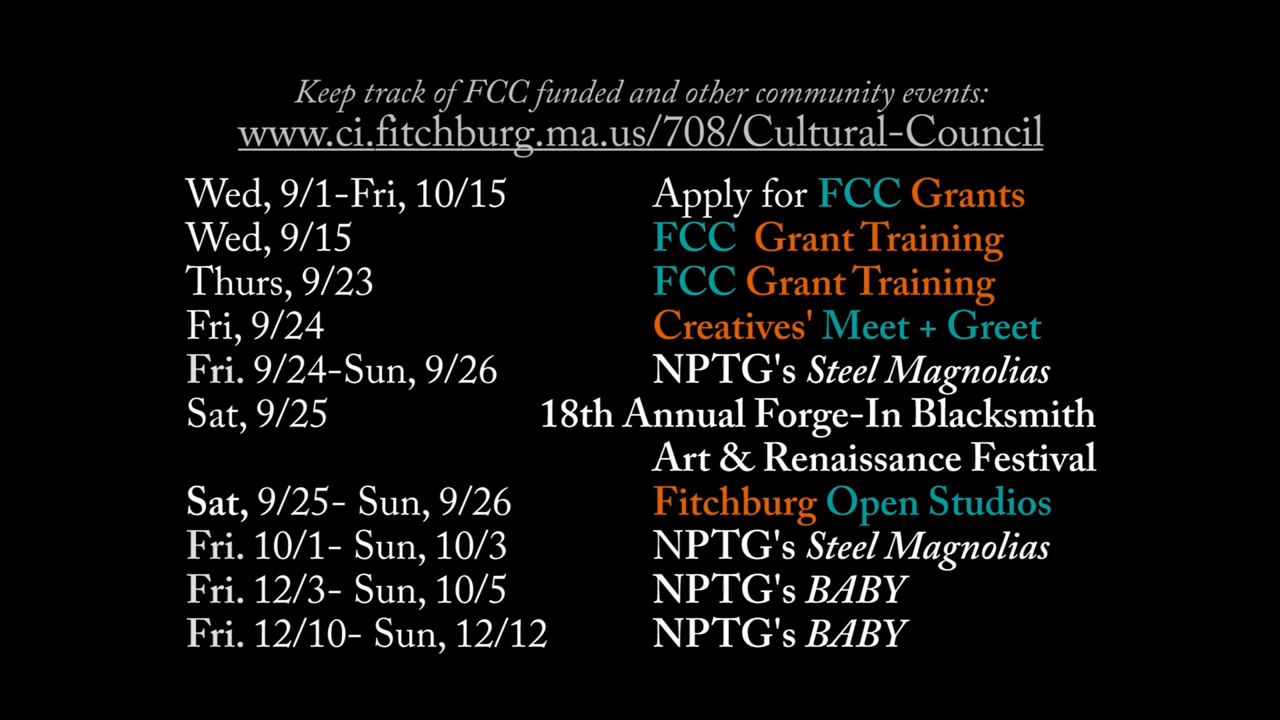 Keep track of FCC funded and other community events:
www.ci.fitchburg.ma.us/708/Cultural-Council
Wed, 9/1-Fri, 10/15 Apply for FCC Grants
Wed, 9/15 FCC Grant Training
Thurs, 9/23 FCC Grant Training
Fri, 9/24 Creatives' Meet + Greet
Fri. 9/24-Sun, 9/26 NPTG's Steel Magnolias
Sat, 9/25 18th Annual Forge-In Blacksmith
Art & Renaissance Festival
Sat, 9/25- Sun, 9/26 Fitchburg Open Studios
Fri. 10/1- Sun, 10/3 NPTG's Steel Magnolias
Fri. 12/3- Sun, 10/5 NPTG's BABY
Fri. 12/10- Sun, 12/12 NPTG's BABY